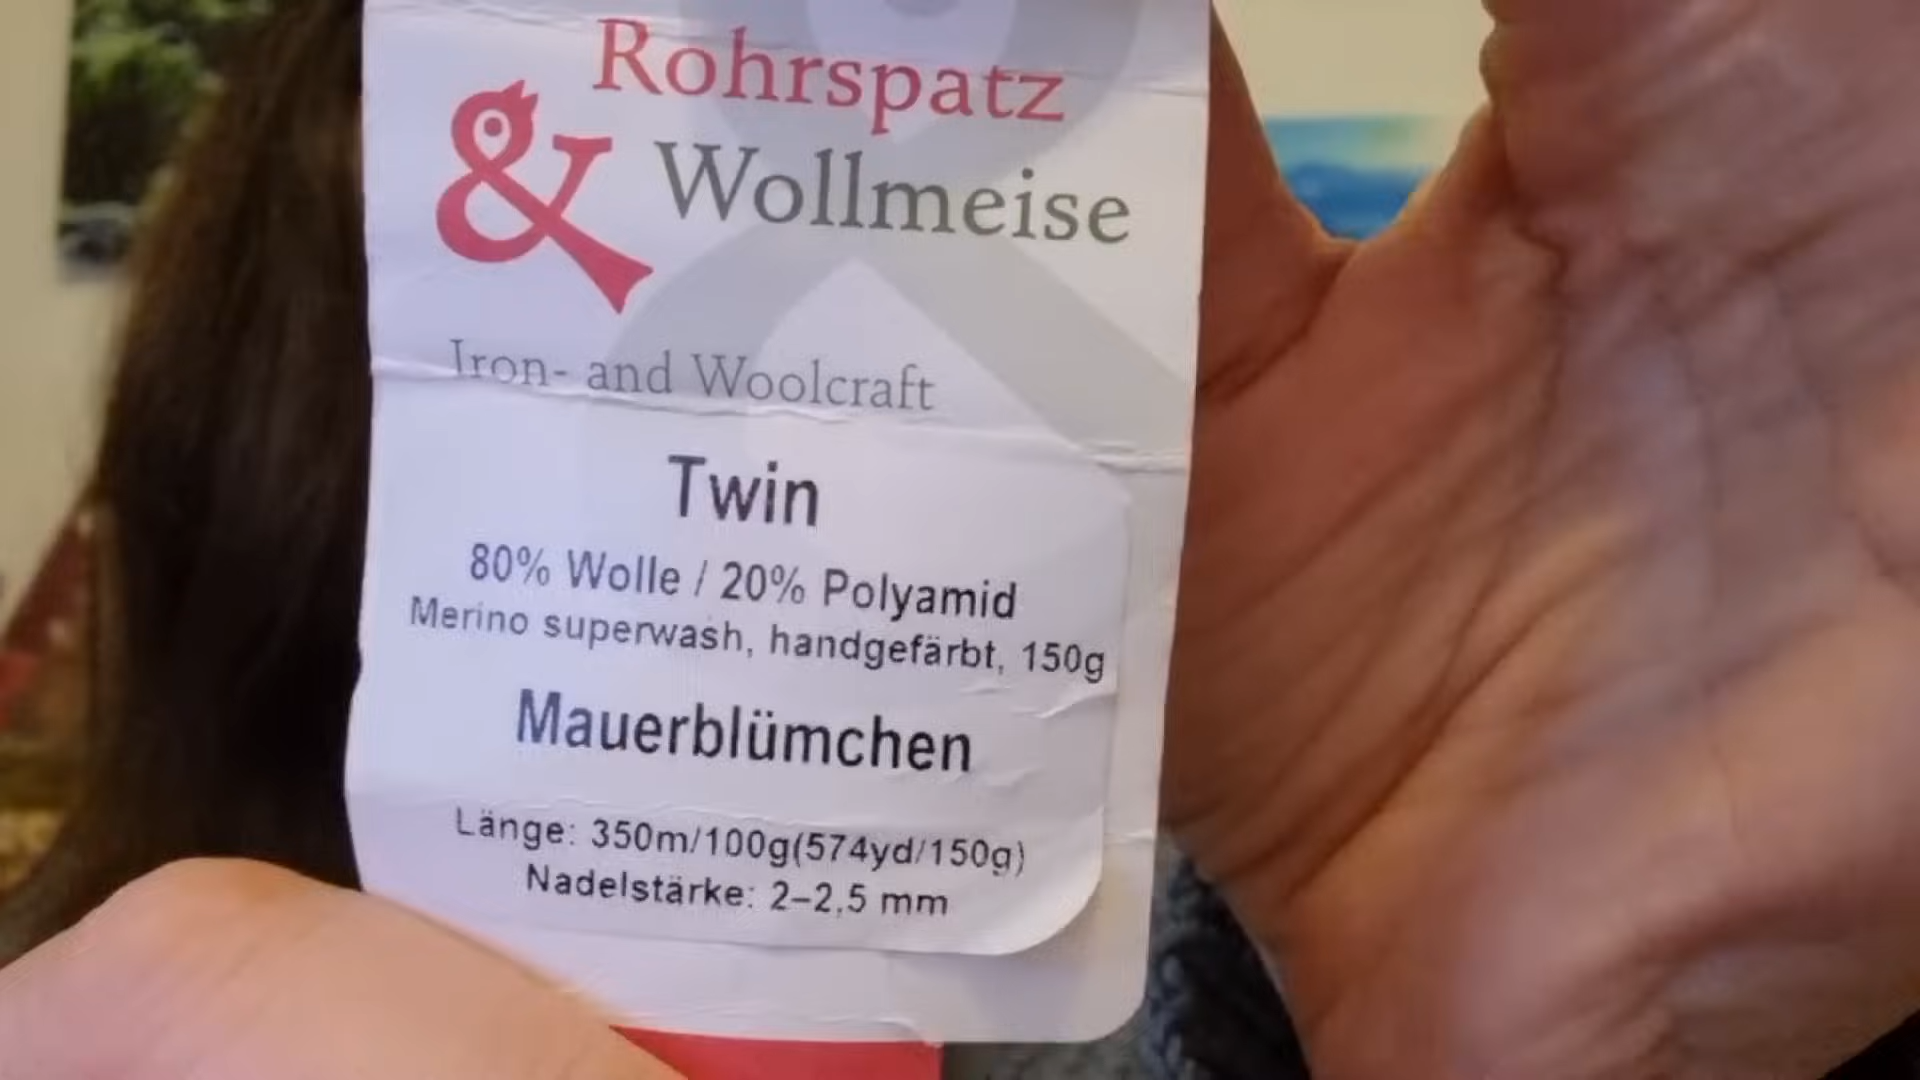 Rohrspatz
& Wollmeise
Iron- and Woolcraft
Twin
80% Wolle / 20% Polyamid
Merino superwash, handgefärbt, 150g
Mauerblümchen
Länge: 350m/100g(574yd/150g)
Nadelstärke: 2–2,5 mm